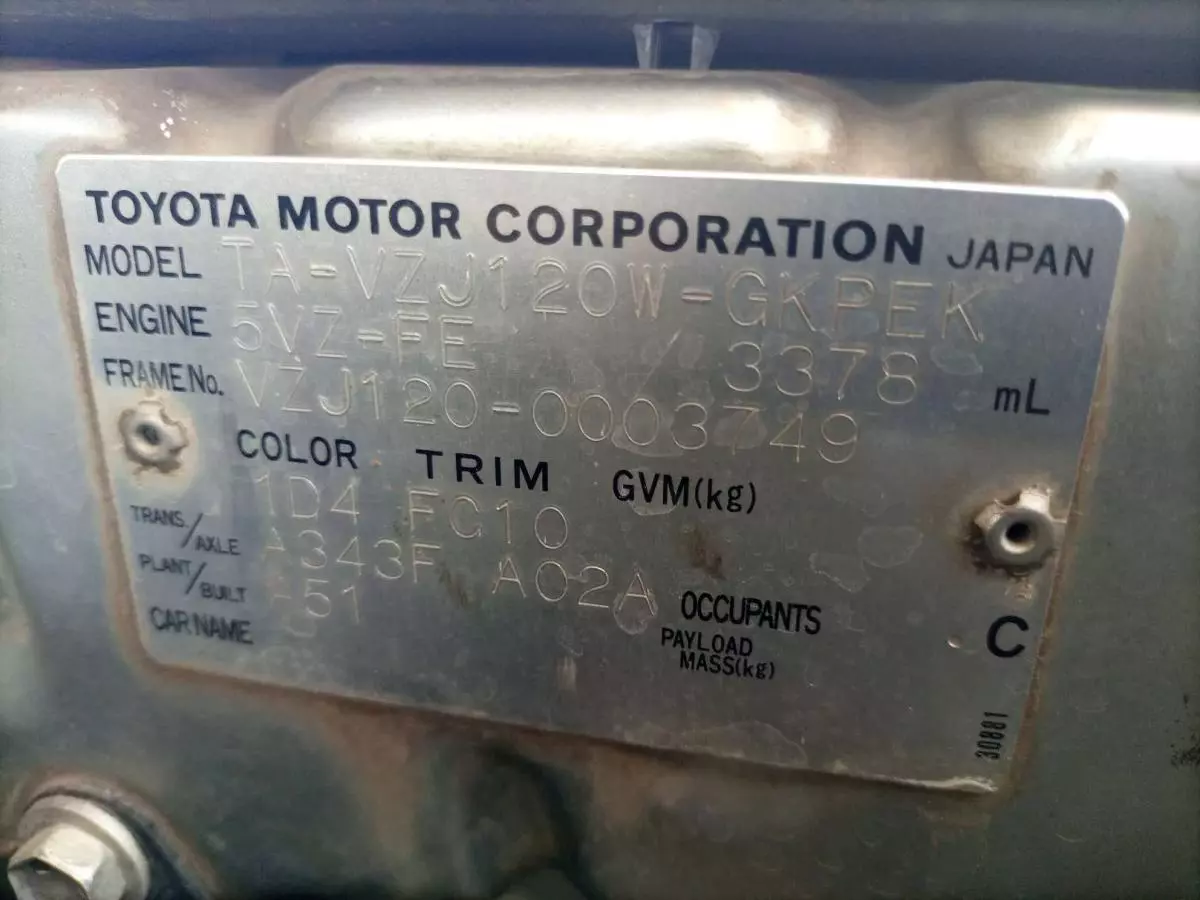 TOYOTA MOTOR CORPORATION JAPAN
MODEL TA-VZJ120W-GKPEK
ENGINE 5VZ-FE / 3378 mL
FRAME No. VZJ120-0003749
COLOR TRIM GVM(kg)
1D4 FC10
TRANS./AXLE A343F A02A
PLANT/BUILT 51
OCCUPANTS
CAR NAME
PAYLOAD
MASS(kg)
C
30881